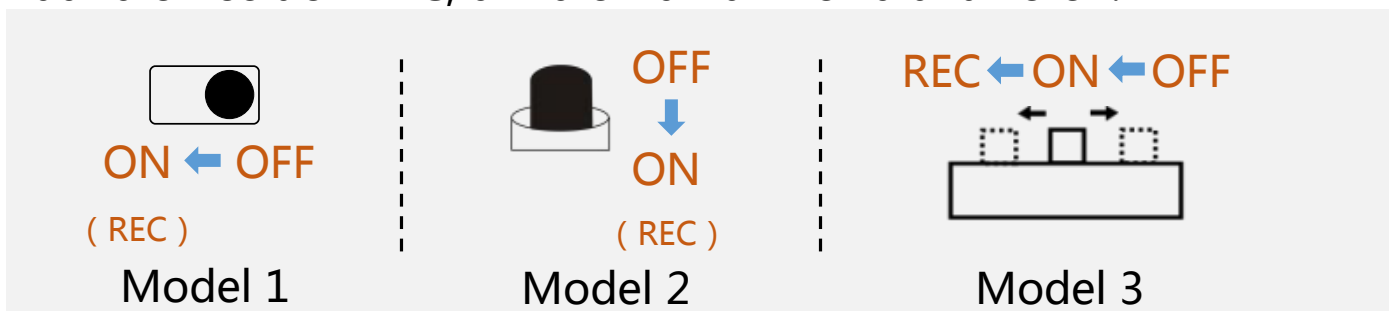 ON OFF
( REC )
Model 1
OFF
ON
( REC )
Model 2
REC ON OFF
Model 3